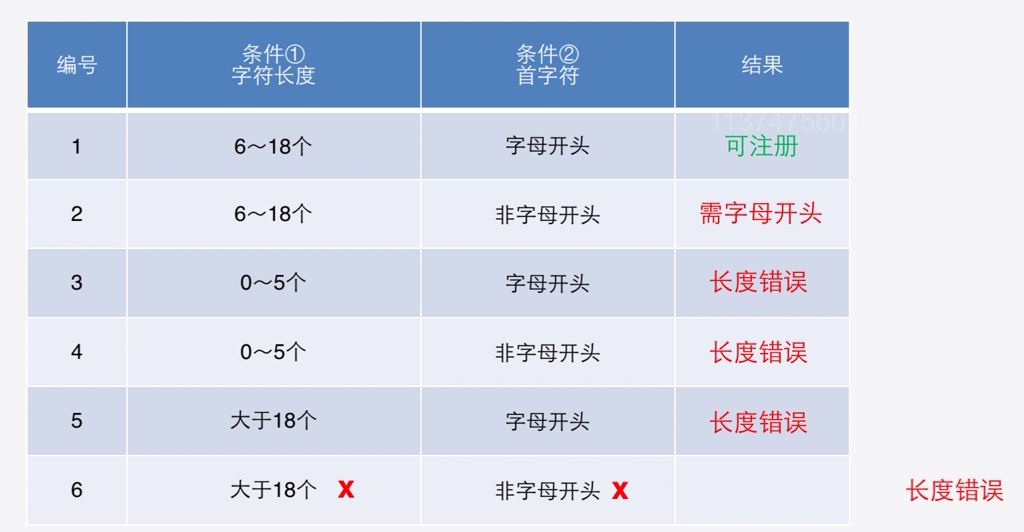 编号 条件① 字符长度 条件② 首字符 结果
1 6～18个 字母开头 可注册
2 6～18个 非字母开头 需字母开头
3 0～5个 字母开头 长度错误
4 0～5个 非字母开头 长度错误
5 大于18个 字母开头 长度错误
6 大于18个 X 非字母开头 X 长度错误